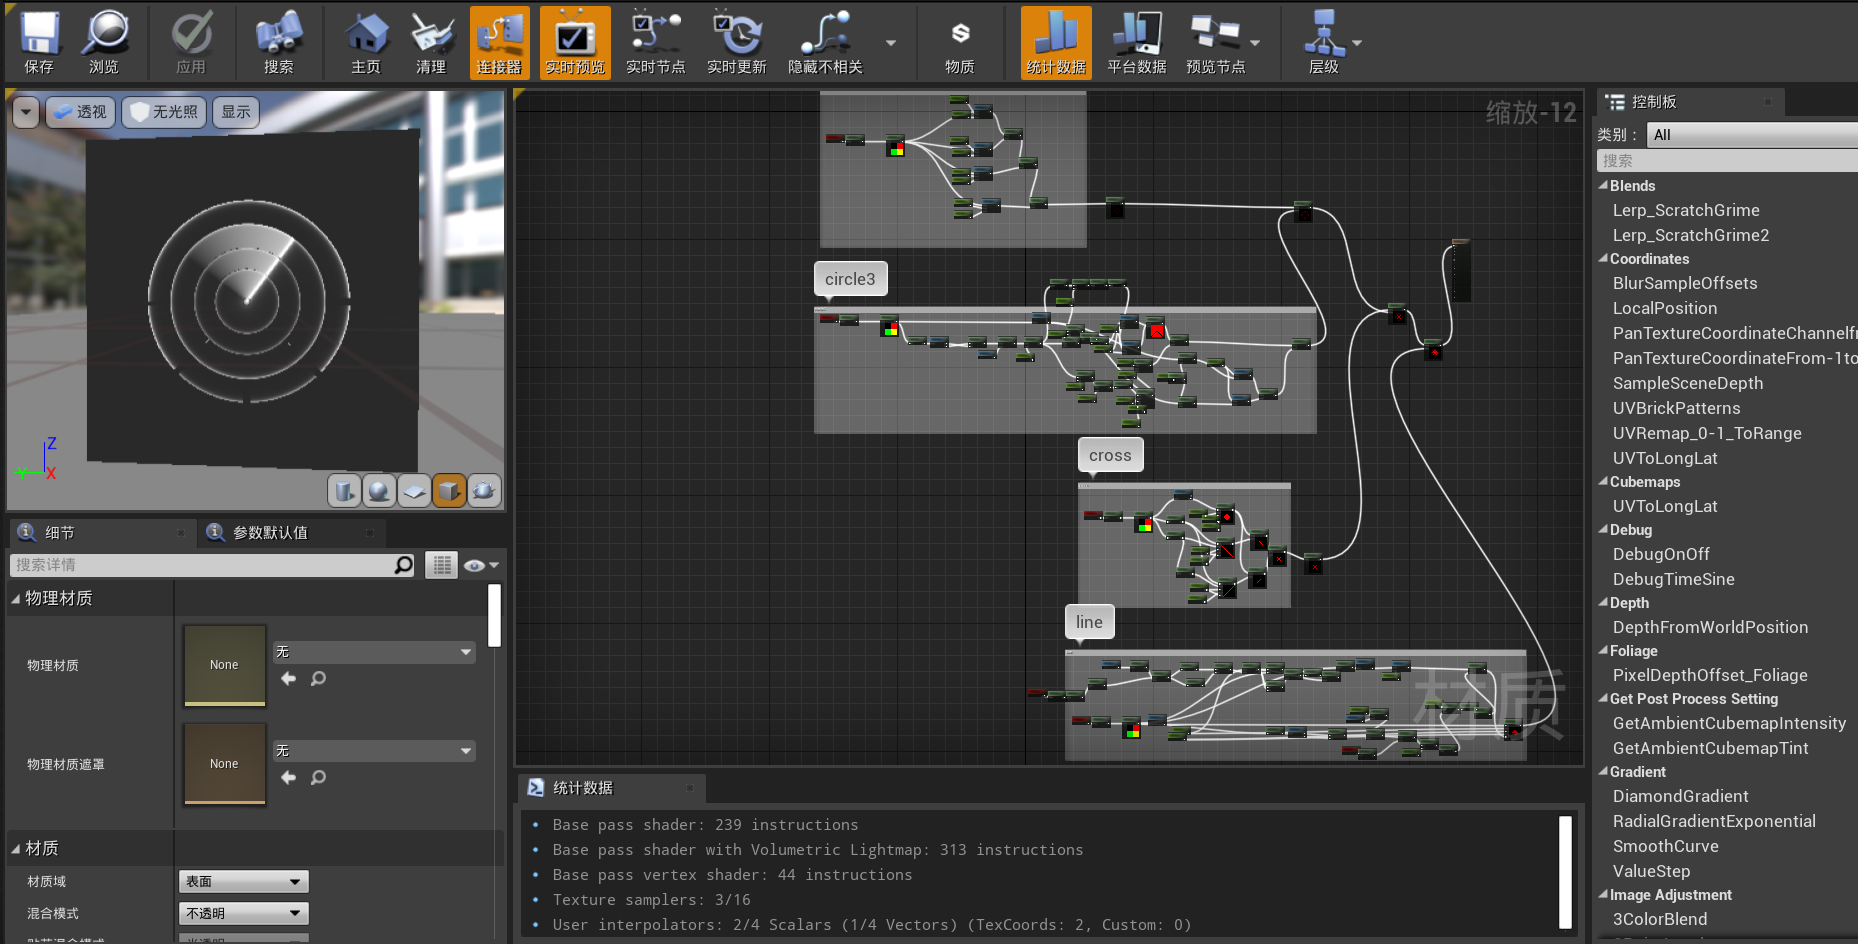 保存
浏览
应用
搜索
主页
清理
连接器
实时预览
实时节点
实时更新
隐藏不相关
物质
统计数据
平台数据
预览节点
层级
透视
无光照
显示
Z
Y
X
缩放-12
circle3
cross
line
材质
细节
参数默认值
搜索详情
物理材质
物理材质
None
无
物理材质遮罩
None
无
材质
材质域
表面
混合模式
不透明
统计数据
Base pass shader: 239 instructions
Base pass shader with Volumetric Lightmap: 313 instructions
Base pass vertex shader: 44 instructions
Texture samplers: 3/16
User interpolators: 2/4 Scalars (1/4 Vectors) (TexCoords: 2, Custom: 0)
控制板
类别：
All
搜索
Blends
Lerp_ScratchGrime
Lerp_ScratchGrime2
Coordinates
BlurSampleOffsets
LocalPosition
PanTextureCoordinateChannelfr
PanTextureCoordinateFrom-1to
SampleSceneDepth
UVBrickPatterns
UVRemap_0-1_ToRange
UVToLongLat
Cubemaps
UVToLongLat
Debug
DebugOnOff
DebugTimeSine
Depth
DepthFromWorldPosition
Foliage
PixelDepthOffset_Foliage
Get Post Process Setting
GetAmbientCubemapIntensity
GetAmbientCubemapTint
Gradient
DiamondGradient
RadialGradientExponential
SmoothCurve
ValueStep
Image Adjustment
3ColorBlend